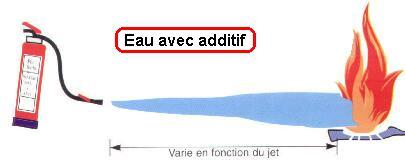 Eau avec additif
Varie en fonction du jet